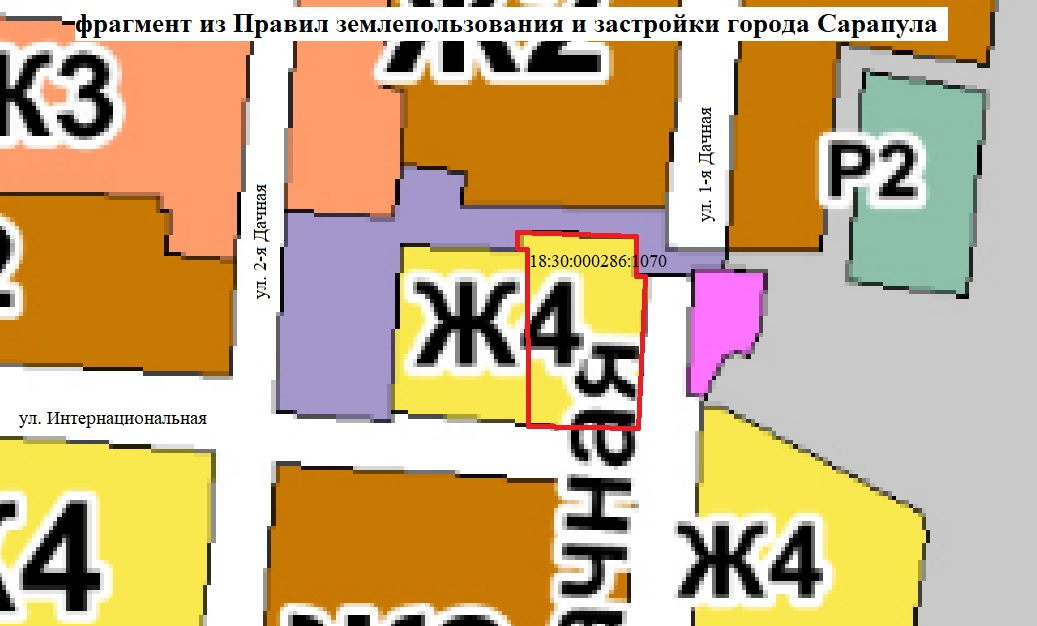 фрагмент из Правил землепользования и застройки города Сарапула
Ж2
Ж3
ул. 1-я Дачная
Р2
ул. 2-я Дачная
18:30:000286:1070
Ж4
ул. Интернациональная
Ж4
Ж4